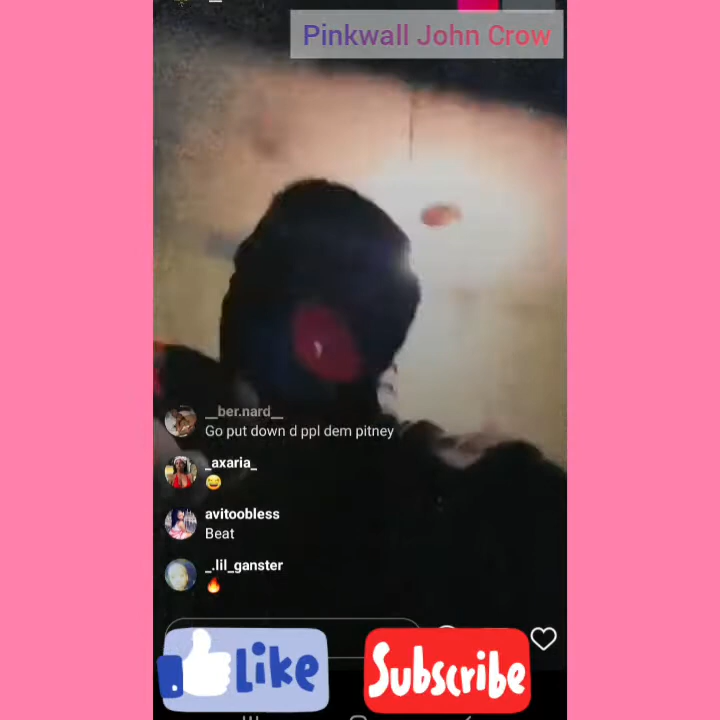 Pinkwall John Crow
__ber.nard__
Go put down d ppl dem pitney
_axaria_
😂
avitoobless
Beat
_.lil_ganster
🔥
Like
Subscribe